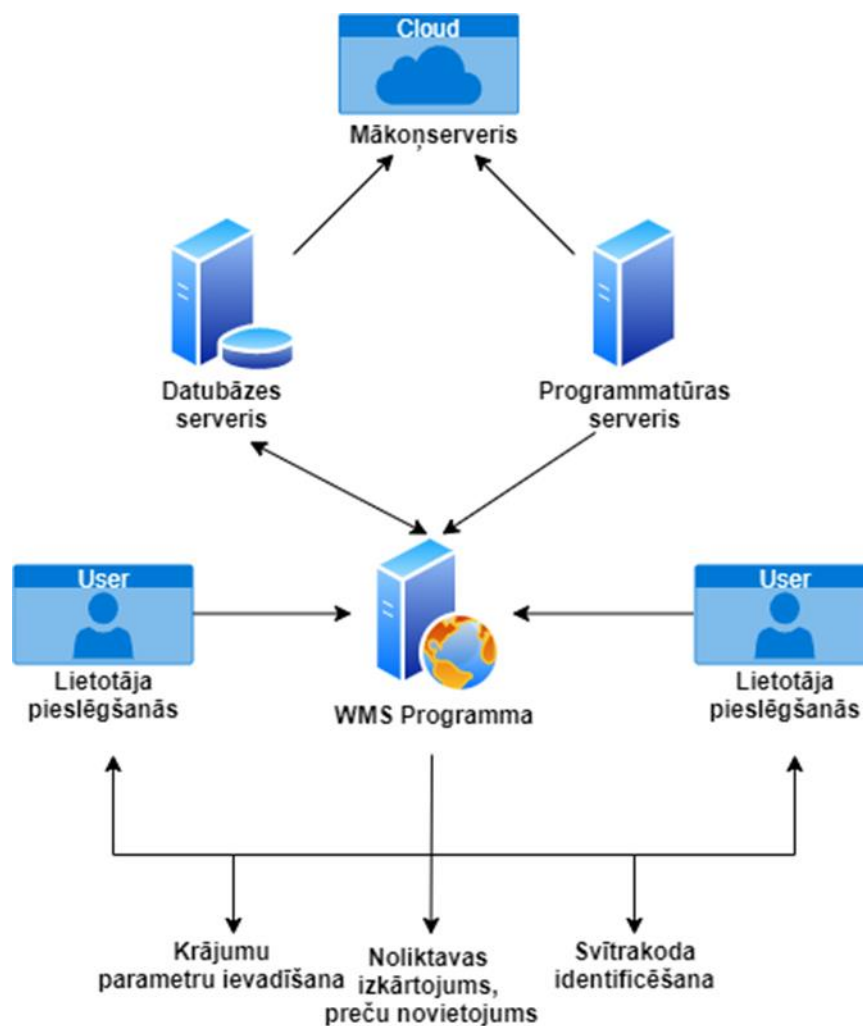 Cloud
Mākoņserveris
Datubāzes
serveris
Programmatūras
serveris
User
Lietotāja
pieslēgšanās
WMS Programma
User
Lietotāja
pieslēgšanās
Krājumu
parametru ievadīšana
Noliktavas
izkārtojums,
preču novietojums
Svītrakoda
identificēšana